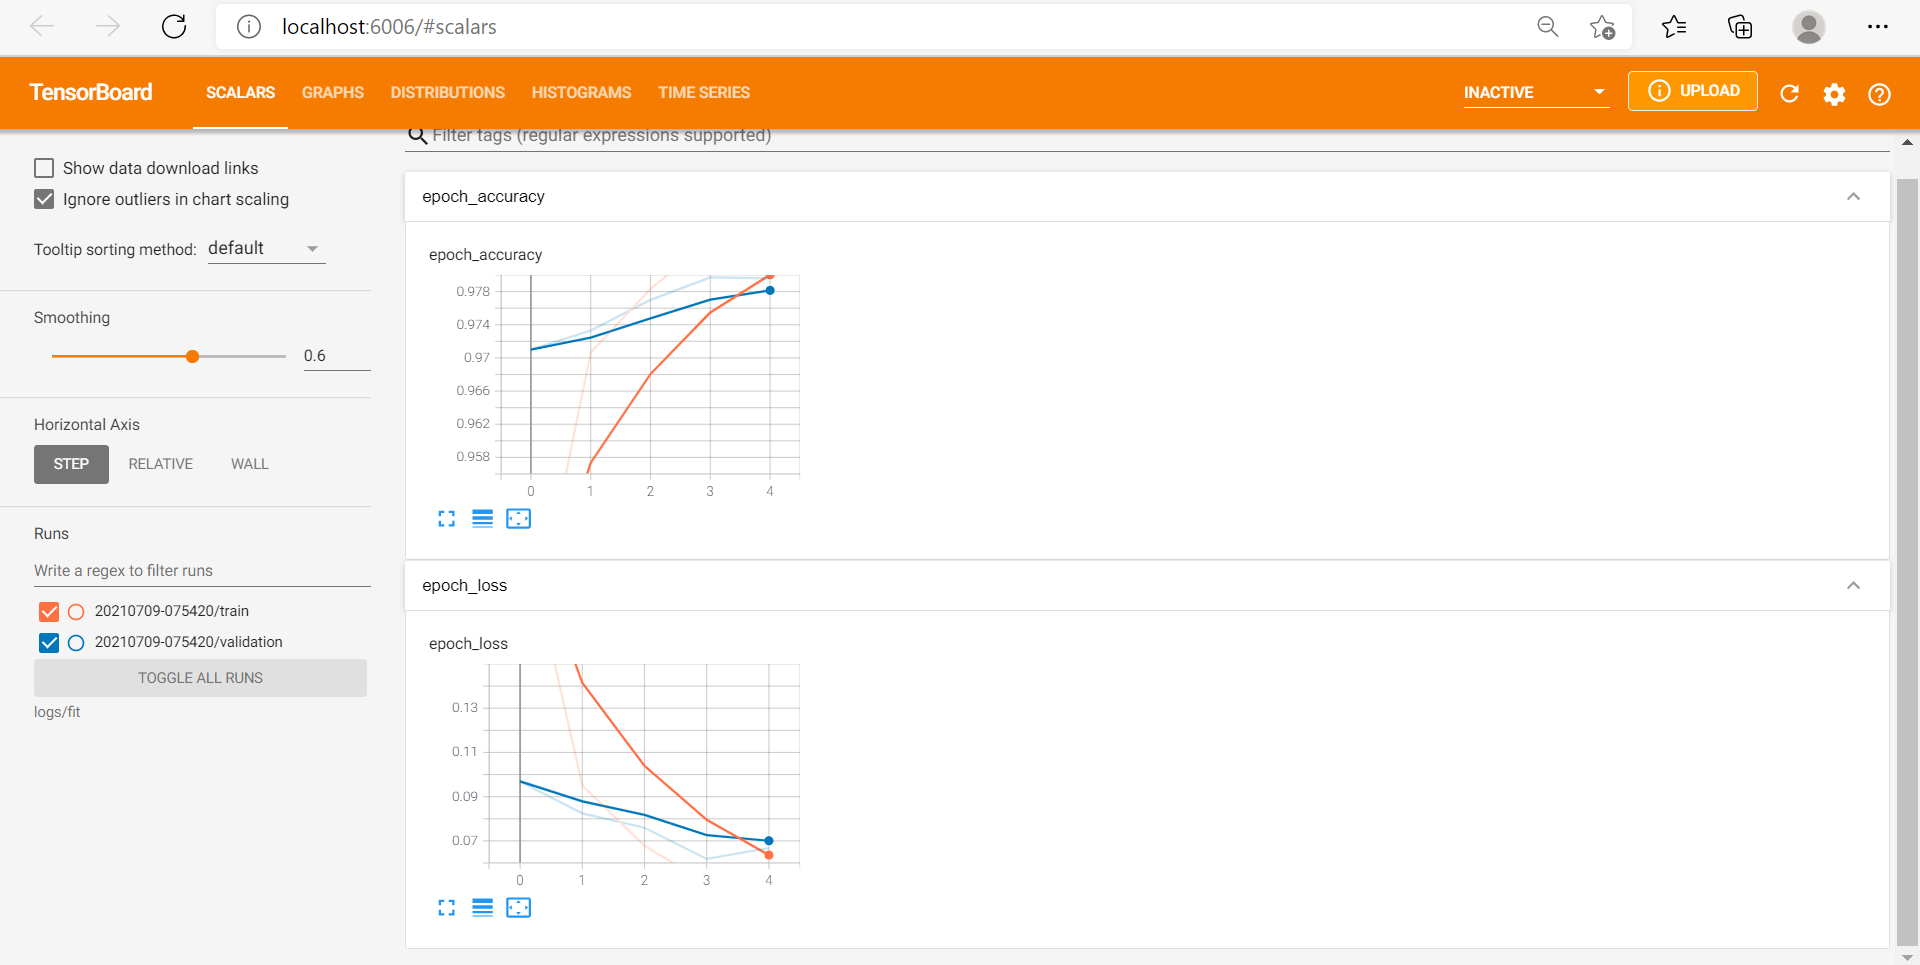 localhost:6006/#scalars
TensorBoard SCALARS GRAPHS DISTRIBUTIONS HISTOGRAMS TIME SERIES INACTIVE UPLOAD
Filter tags (regular expressions supported)
Show data download links
Ignore outliers in chart scaling
Tooltip sorting method: default
Smoothing
0.6
Horizontal Axis
STEP RELATIVE WALL
Runs
Write a regex to filter runs
20210709-075420/train
20210709-075420/validation
TOGGLE ALL RUNS
logs/fit
epoch_accuracy
epoch_accuracy
0.978
0.974
0.97
0.966
0.962
0.958
0 1 2 3 4
epoch_loss
epoch_loss
0.13
0.11
0.09
0.07
0 1 2 3 4